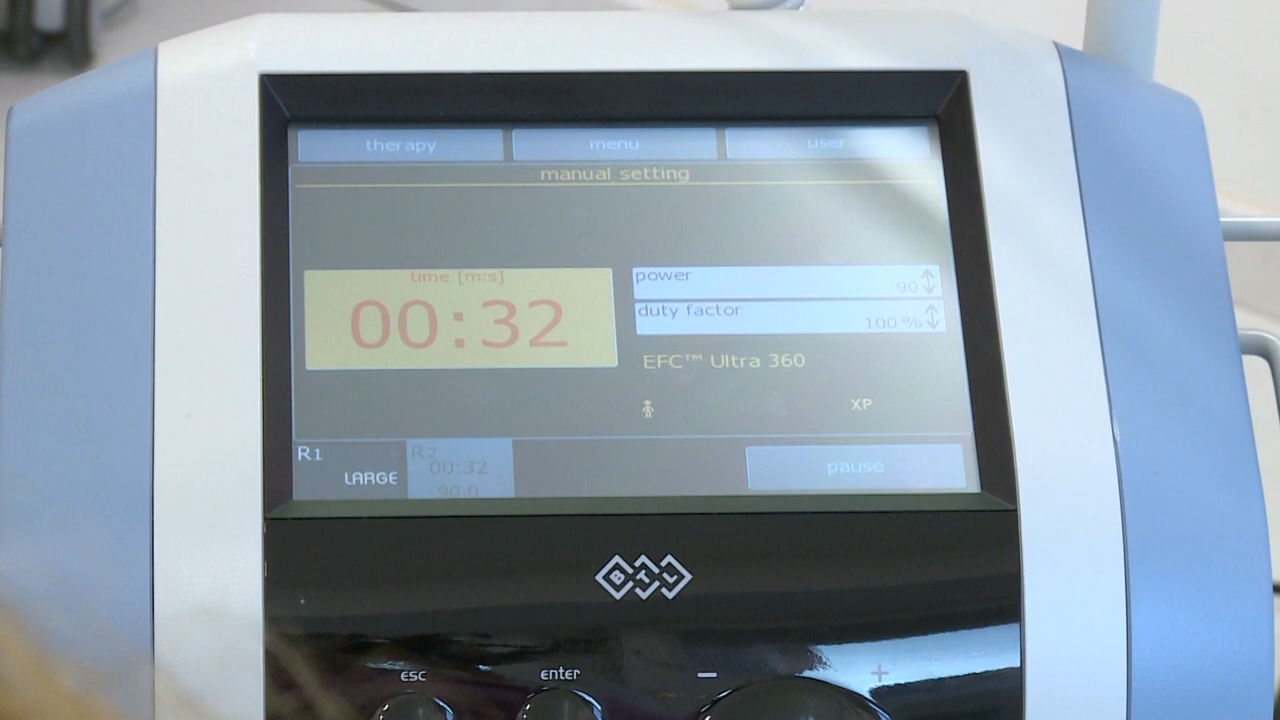 therapy menu user
manual setting
time [m:s]
00:32
power
90
duty factor
100 %
EFC™ Ultra 360
XP
R1
LARGE
R2
00:32
90.0
pause
BTL
esc enter − +